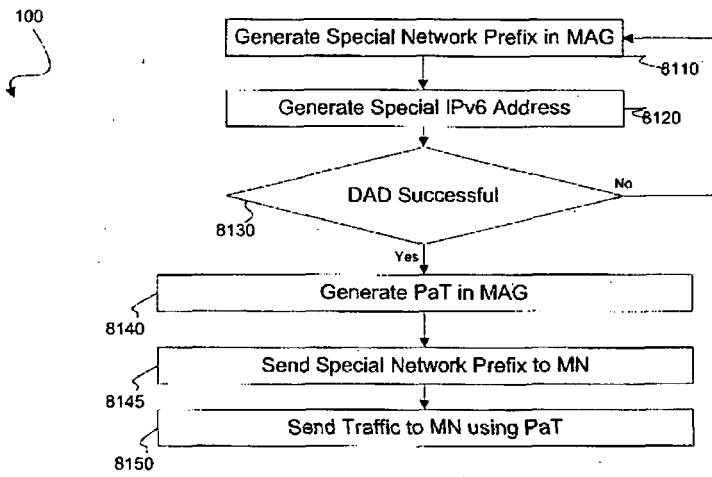 100
Generate Special Network Prefix in MAG
8110
Generate Special IPv6 Address
8120
DAD Successful
No
8130
Yes
Generate PaT in MAG
8140
Send Special Network Prefix to MN
8145
Send Traffic to MN using PaT
8150